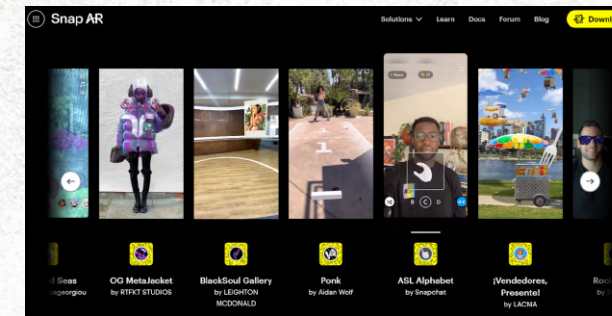 Snap AR
Solutions Learn Docs Forum Blog
B C D
OG MetaJacket
by RTFKT STUDIOS
BlackSoul Gallery
by LEIGHTON
MCDONALD
Ponk
by Aidan Wolf
ASL Alphabet
by Snapchat
¡Vendedores,
Presente!
by LACMA